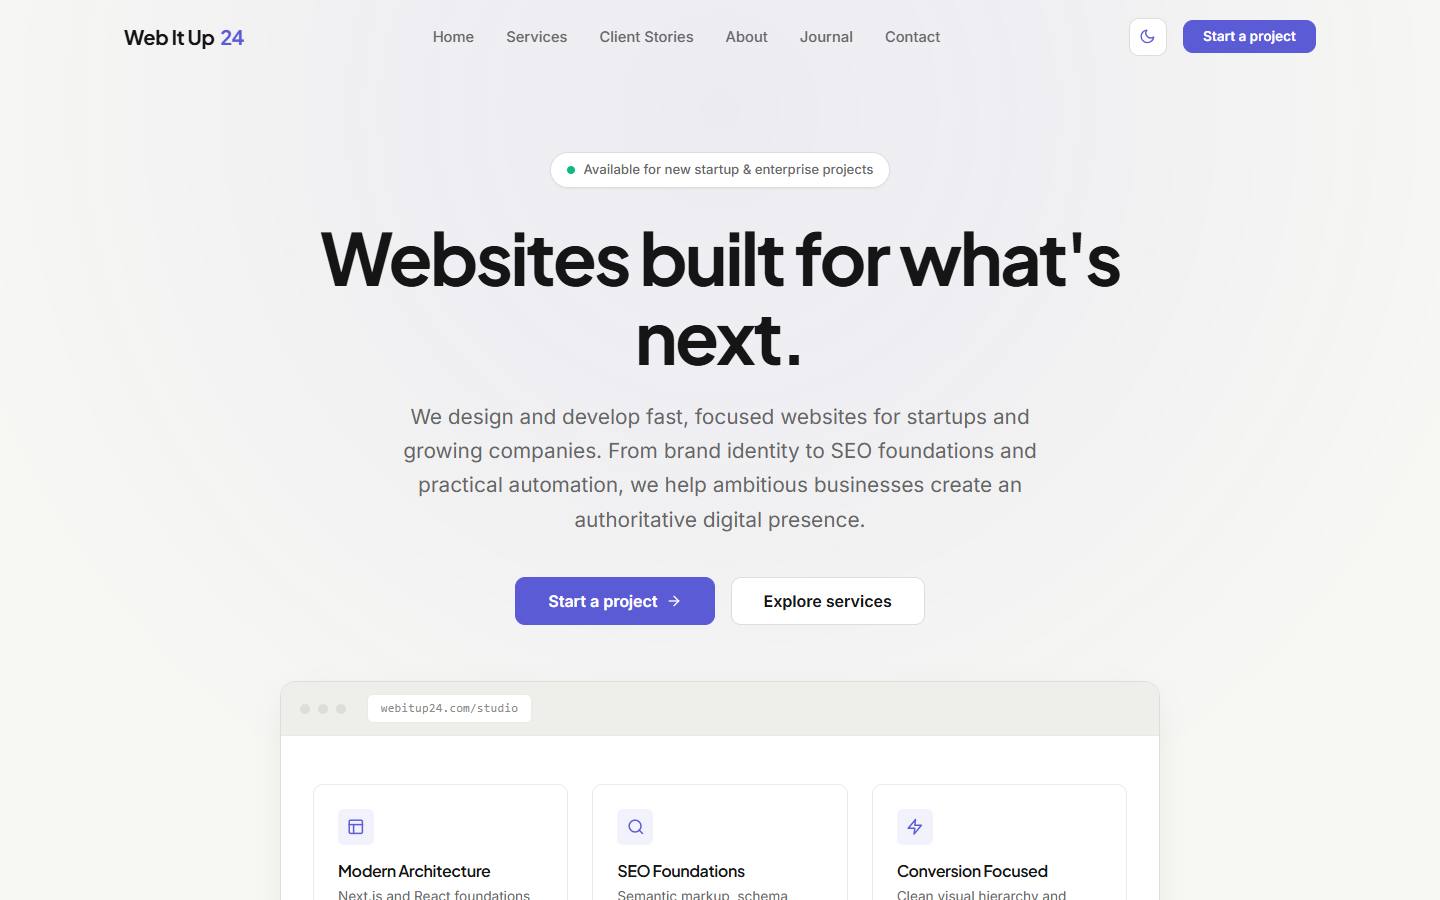 Web It Up 24
Home
Services
Client Stories
About
Journal
Contact
Start a project
Available for new startup & enterprise projects
Websites built for what's
next.
We design and develop fast, focused websites for startups and
growing companies. From brand identity to SEO foundations and
practical automation, we help ambitious businesses create an
authoritative digital presence.
Start a project →
Explore services
webitup24.com/studio
Modern Architecture
Next.js and React foundations
SEO Foundations
Semantic markup, schema
Conversion Focused
Clean visual hierarchy and